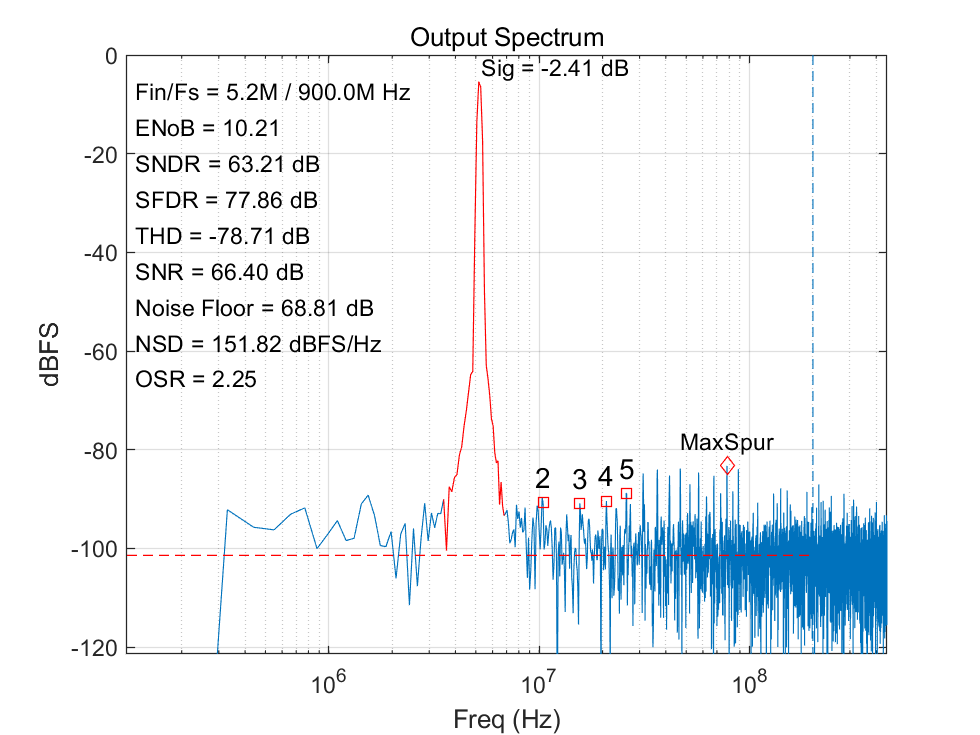 Output Spectrum
Sig = -2.41 dB
Fin/Fs = 5.2M / 900.0M Hz
ENoB = 10.21
SNDR = 63.21 dB
SFDR = 77.86 dB
THD = -78.71 dB
SNR = 66.40 dB
Noise Floor = 68.81 dB
NSD = 151.82 dBFS/Hz
OSR = 2.25
MaxSpur
2 3 4 5
0
-20
-40
-60
-80
-100
-120
dBFS
10^6 10^7 10^8
Freq (Hz)